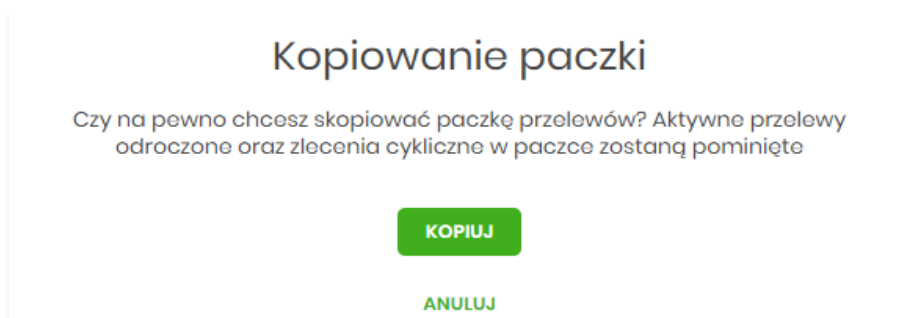 Kopiowanie paczki
Czy na pewno chcesz skopiować paczkę przelewów? Aktywne przelewy
odroczone oraz zlecenia cykliczne w paczce zostaną pominięte
KOPIUJ
ANULUJ